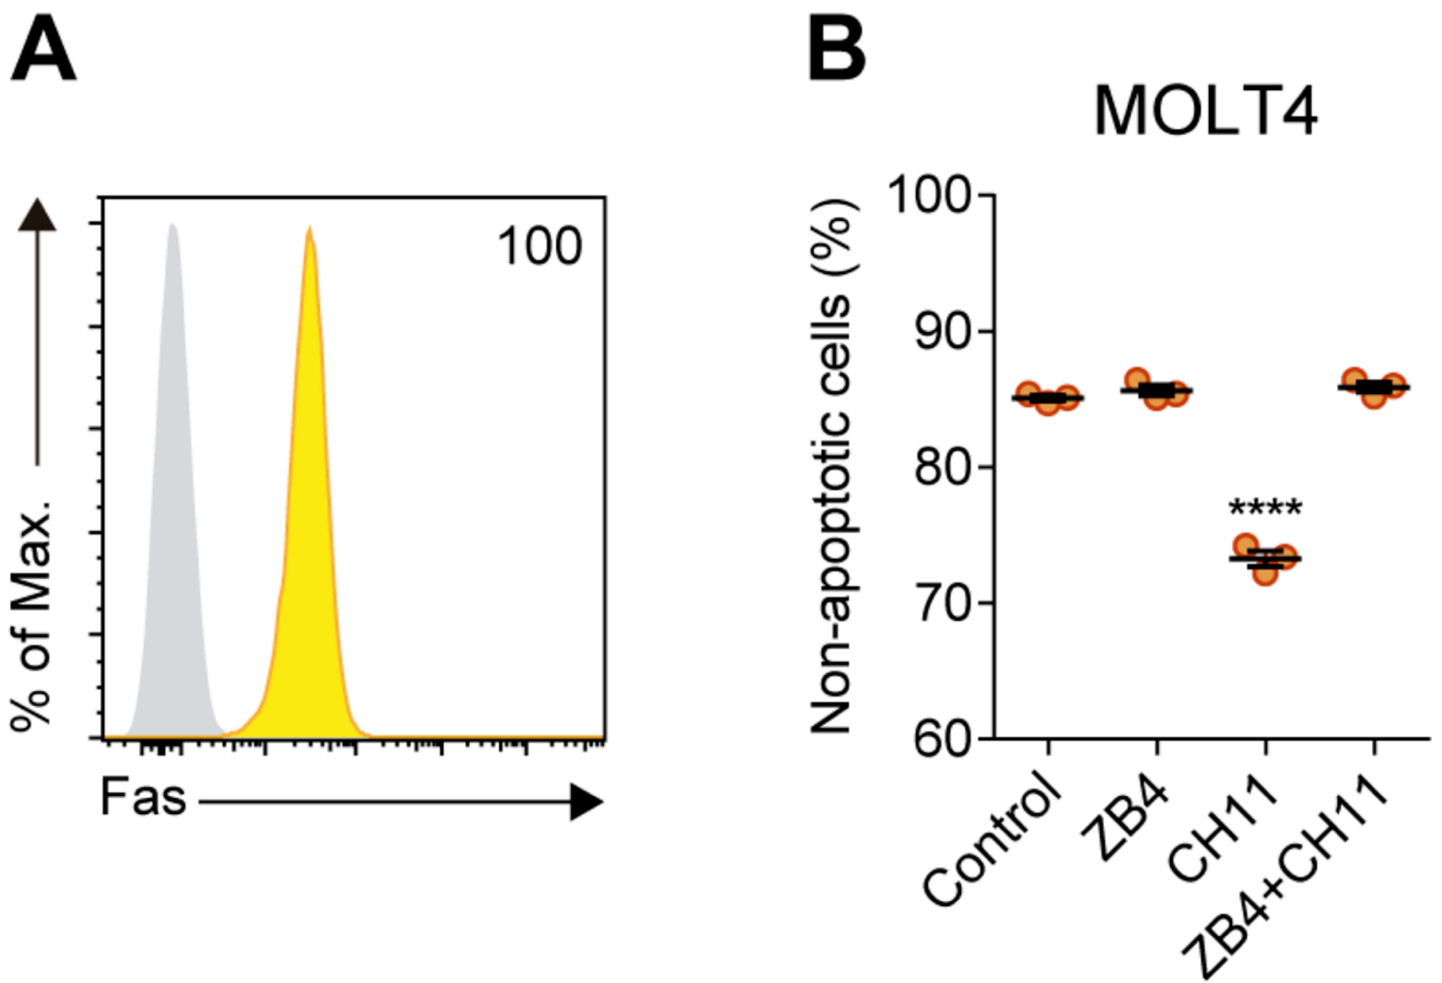 A
% of Max.
100
Fas
B
MOLT4
Non-apoptotic cells (%)
100
90
80
70
60
****
Control
ZB4
CH11
ZB4+CH11